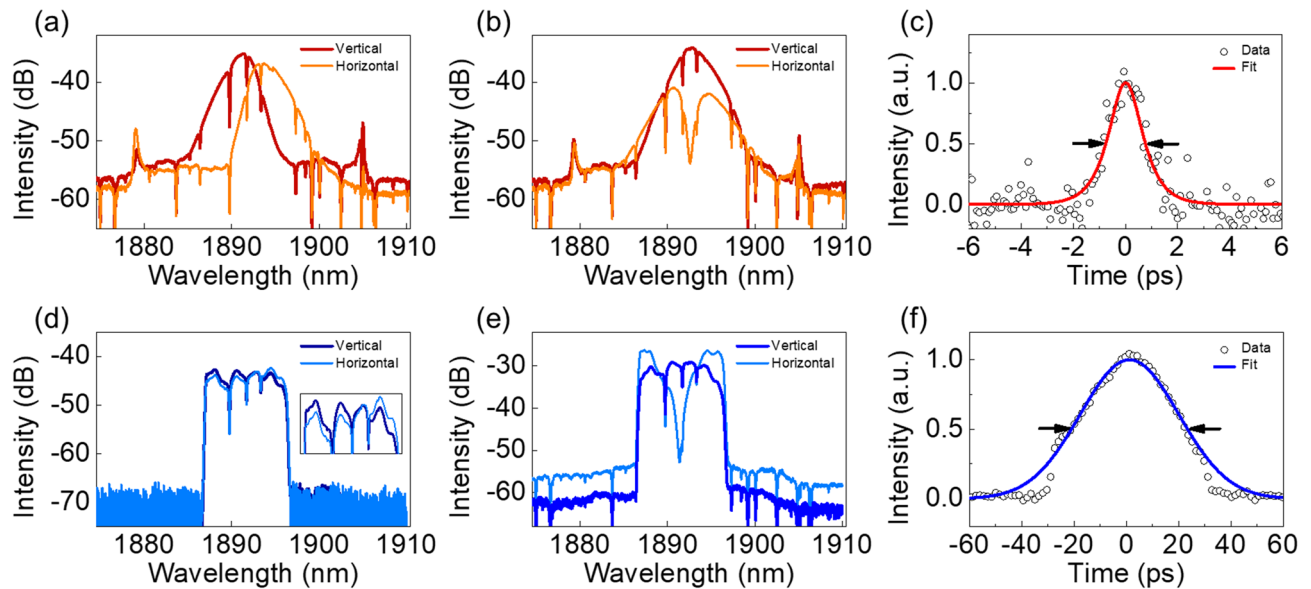 (a)
Intensity (dB)
-40
-50
-60
Vertical
Horizontal
1880 1890 1900 1910
Wavelength (nm)
(b)
Intensity (dB)
-40
-50
-60
Vertical
Horizontal
1880 1890 1900 1910
Wavelength (nm)
(c)
Intensity (a.u.)
1.0
0.5
0.0
Data
Fit
-6 -4 -2 0 2 4 6
Time (ps)
(d)
Intensity (dB)
-40
-50
-60
-70
Vertical
Horizontal
1880 1890 1900 1910
Wavelength (nm)
(e)
Intensity (dB)
-30
-40
-50
-60
Vertical
Horizontal
1880 1890 1900 1910
Wavelength (nm)
(f)
Intensity (a.u.)
1.0
0.5
0.0
Data
Fit
-60 -40 -20 0 20 40 60
Time (ps)